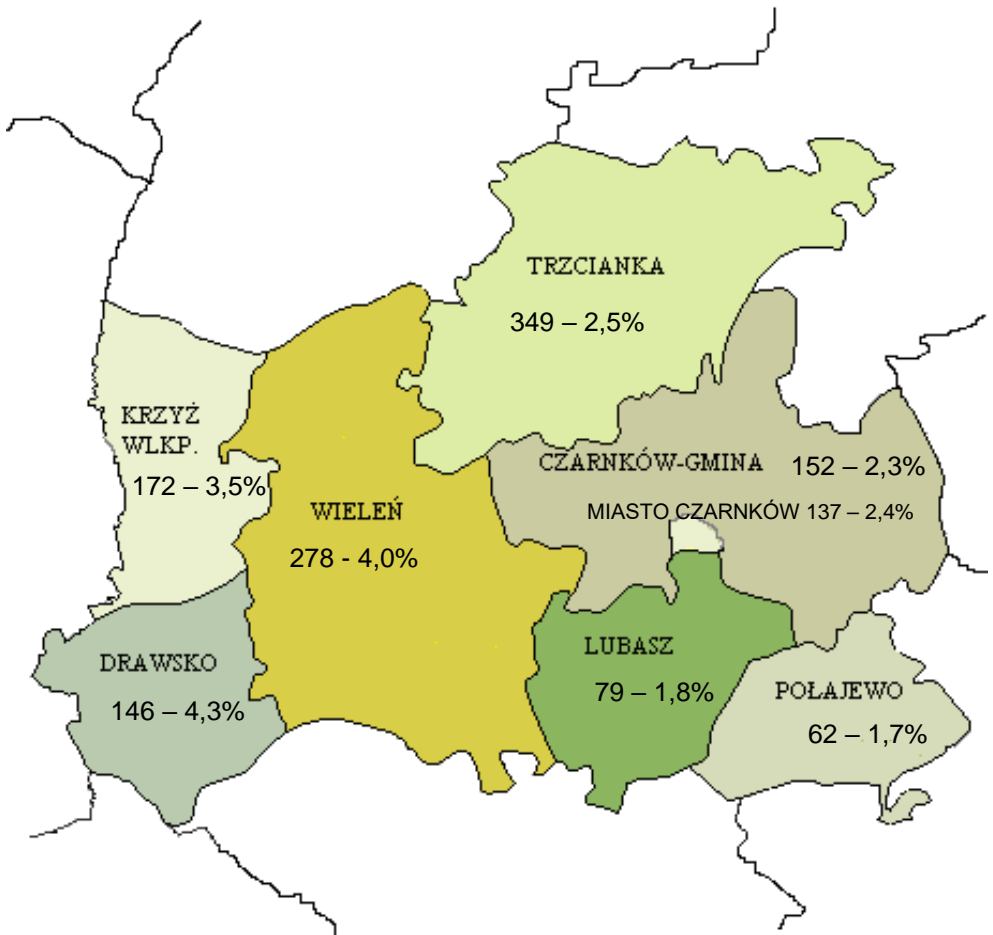 TRZCIANKA
349 – 2,5%
KRZYŻ
WLKP.
172 – 3,5%
CZARNKÓW-GMINA 152 – 2,3%
MIASTO CZARNKÓW 137 – 2,4%
WIELEŃ
278 - 4,0%
DRAWSKO
146 – 4,3%
LUBASZ
79 – 1,8%
POŁAJEWO
62 – 1,7%